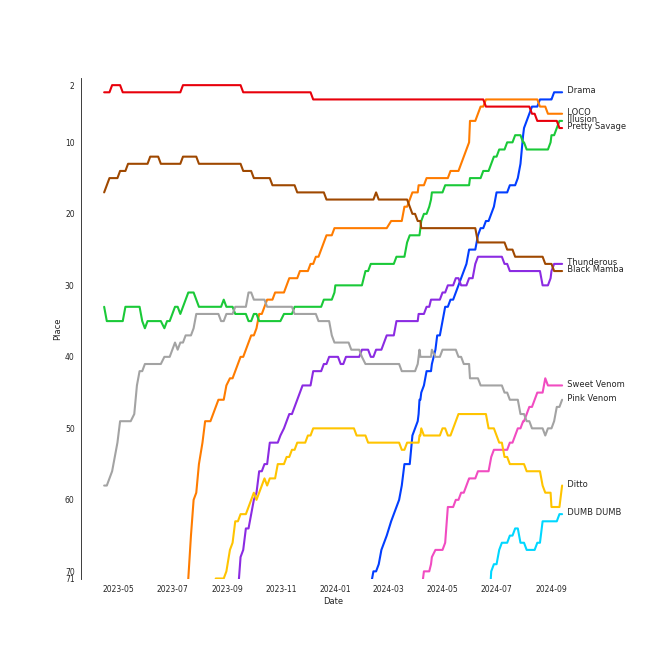 2
10
20
30
40
50
60
70
71
Place
Drama
LOCO
Illusion
Pretty Savage
Thunderous
Black Mamba
Sweet Venom
Pink Venom
Ditto
DUMB DUMB
2023-05 2023-07 2023-09 2023-11 2024-01 2024-03 2024-05 2024-07 2024-09
Date